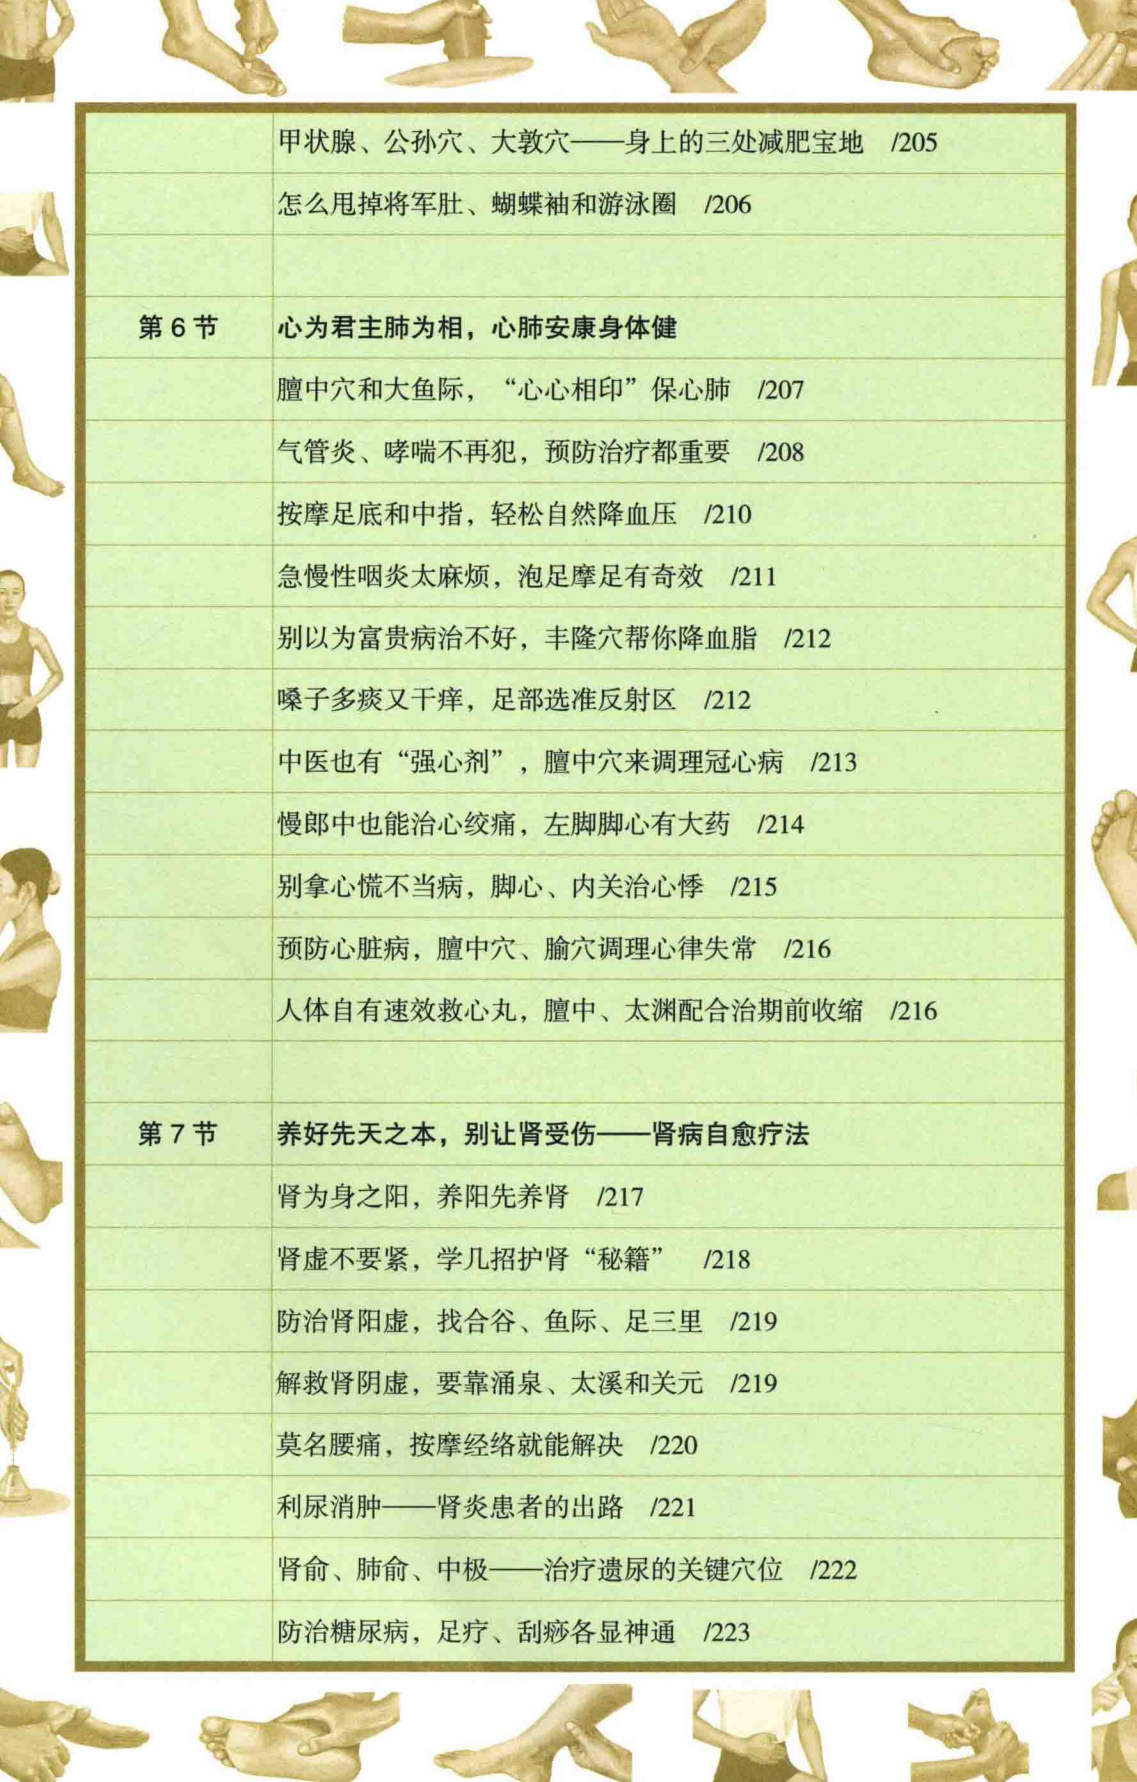 甲状腺、公孙穴、大敦穴——身上的三处减肥宝地 /205
怎么甩掉将军肚、蝴蝶袖和游泳圈 /206
第6节 心为君主肺为相，心肺安康身体健
膻中穴和大鱼际，“心心相印”保心肺 /207
气管炎、哮喘不再犯，预防治疗都重要 /208
按摩足底和中指，轻松自然降血压 /210
急慢性咽炎太麻烦，泡足摩足有奇效 /211
别以为富贵病治不好，丰隆穴帮你降血脂 /212
嗓子多痰又干痒，足部选准反射区 /212
中医也有“强心剂”，膻中穴来调理冠心病 /213
慢郎中也能治心绞痛，左脚脚心有大药 /214
别拿心慌不当病，脚心、内关治心悸 /215
预防心脏病，膻中穴、腧穴调理心律失常 /216
人体自有速效救心丸，膻中、太渊配合治期前收缩 /216
第7节 养好先天之本，别让肾受伤——肾病自愈疗法
肾为身之阳，养阳先养肾 /217
肾虚不要紧，学几招护肾“秘籍” /218
防治肾阳虚，找合谷、鱼际、足三里 /219
解救肾阴虚，要靠涌泉、太溪和关元 /219
莫名腰痛，按摩经络就能解决 /220
利尿消肿——肾炎患者的出路 /221
肾俞、肺俞、中极——治疗遗尿的关键穴位 /222
防治糖尿病，足疗、刮痧各显神通 /223